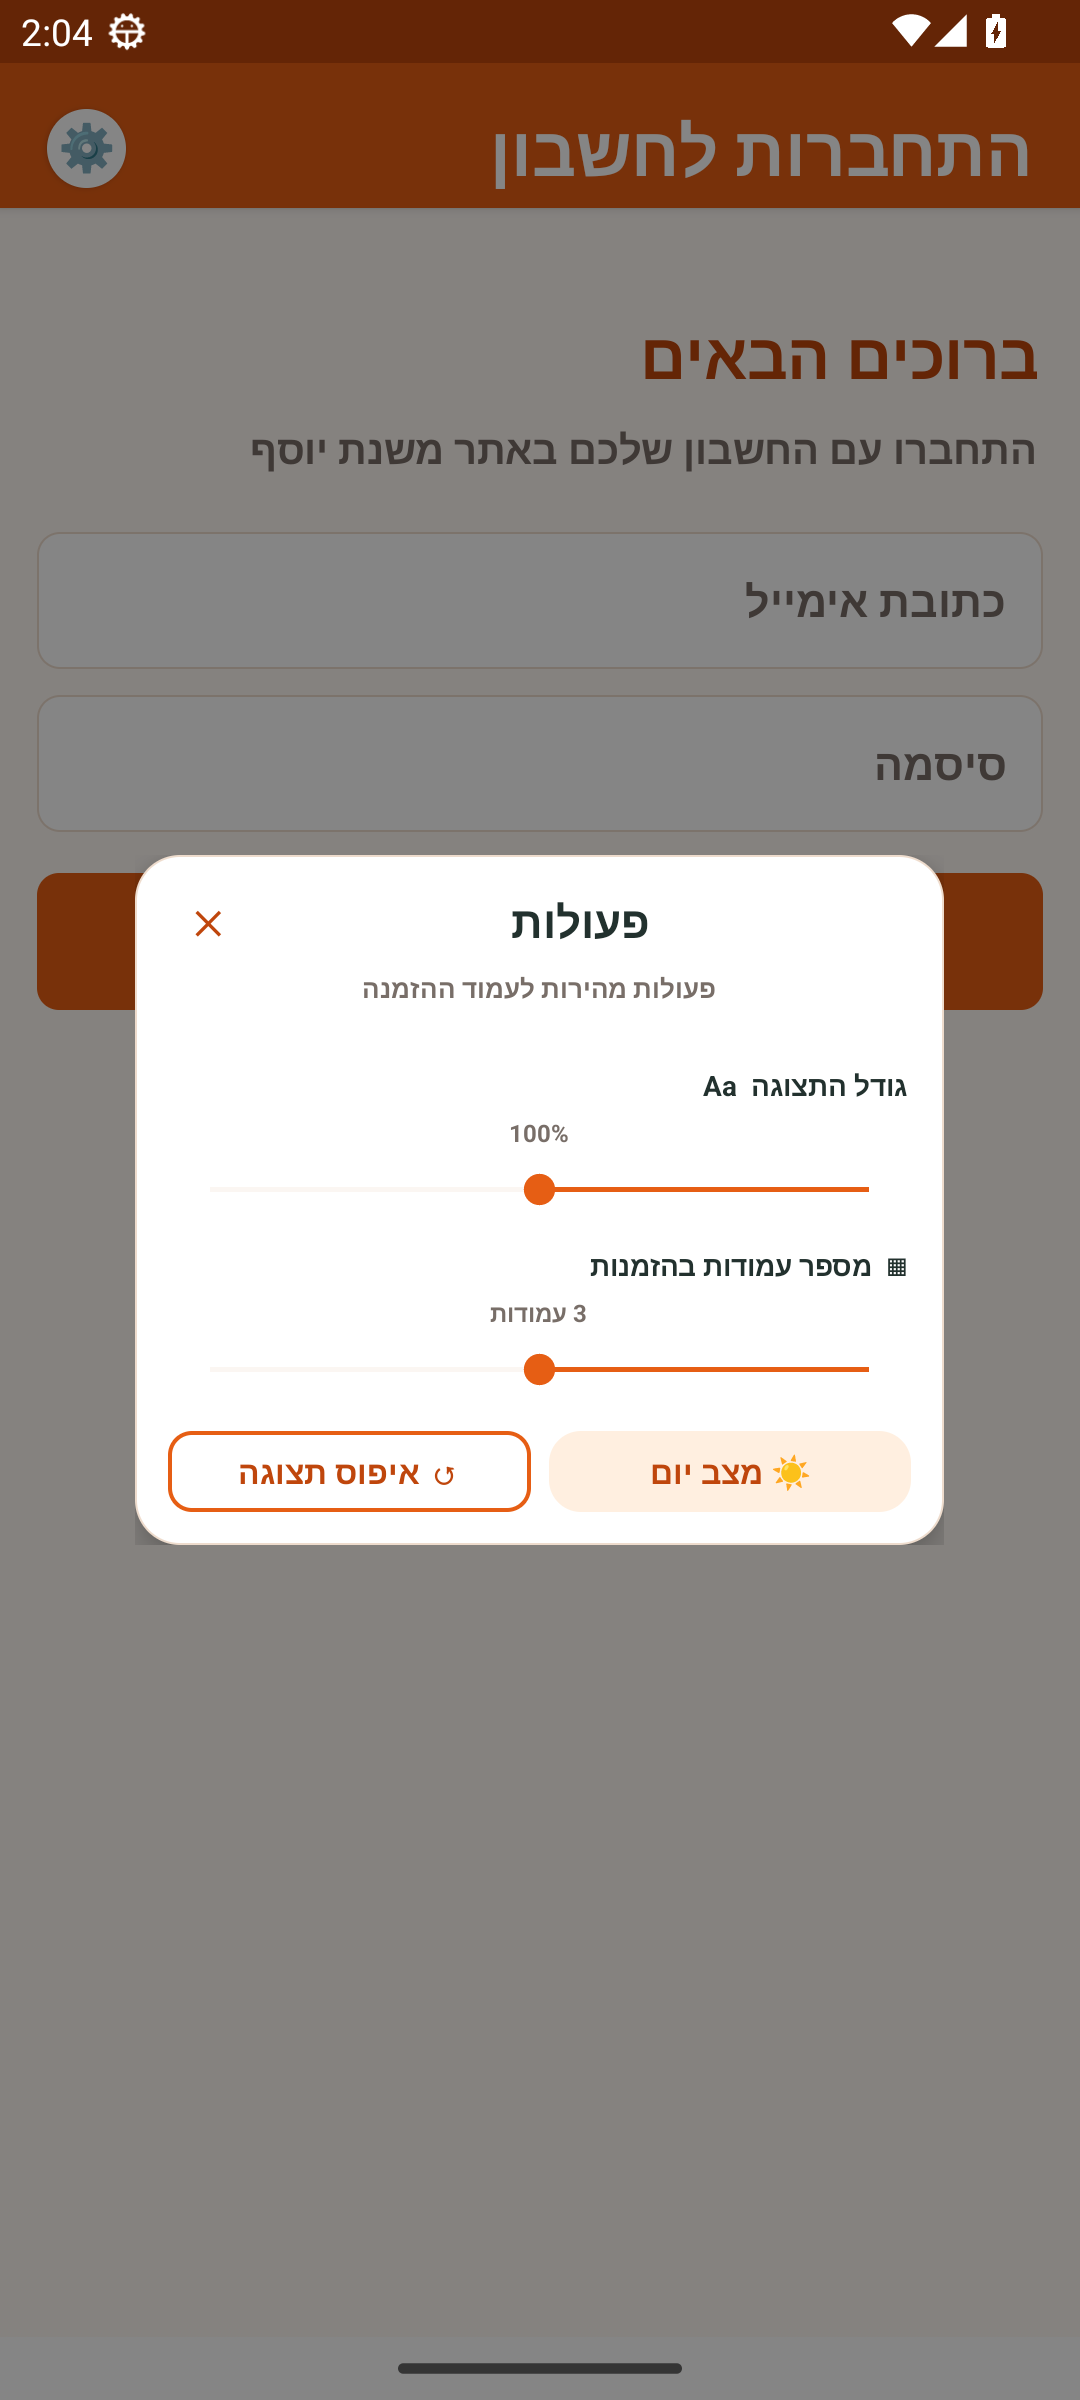 2:04
התחברות לחשבון
ברוכים הבאים
התחברו עם החשבון שלכם באתר משנת יוסף
כתובת אימייל
סיסמה
פעולות
פעולות מהירות לעמוד ההזמנה
גודל התצוגה Aa
100%
מספר עמודות בהזמנות
3 עמודות
מצב יום
איפוס תצוגה